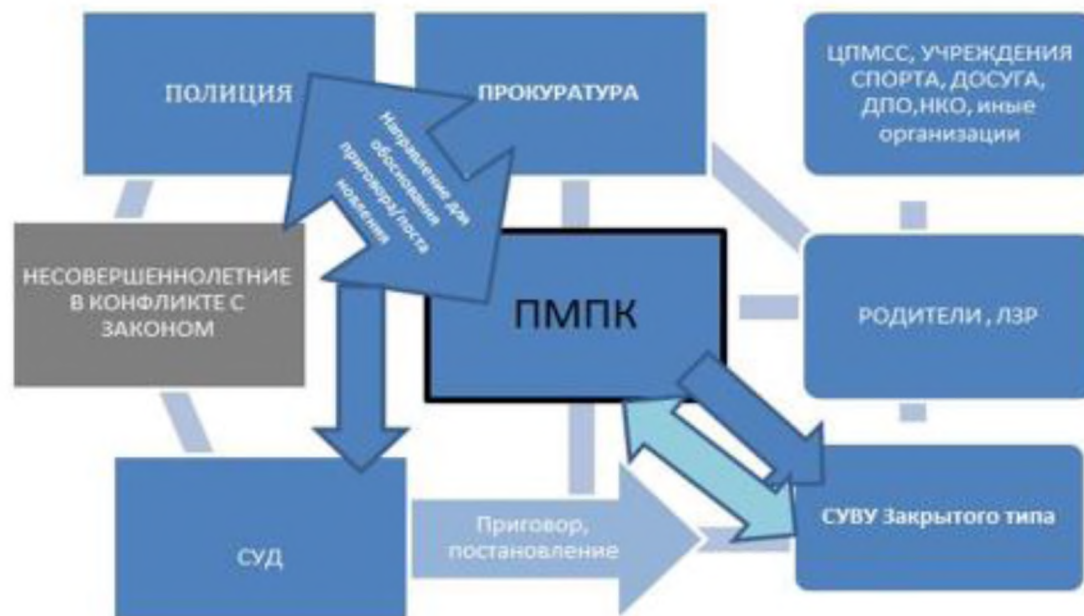 ПОЛИЦИЯ
ПРОКУРАТУРА
ЦПМСС, УЧРЕЖДЕНИЯ
СПОРТА, ДОСУГА,
ДПО,НКО, иные
организации
Направление для
обоснования
приговора/поста
новления
НЕСОВЕРШЕННОЛЕТНИЕ
В КОНФЛИКТЕ С
ЗАКОНОМ
ПМПК
РОДИТЕЛИ , ЛЗР
СУД
Приговор,
постановление
СУВУ Закрытого типа